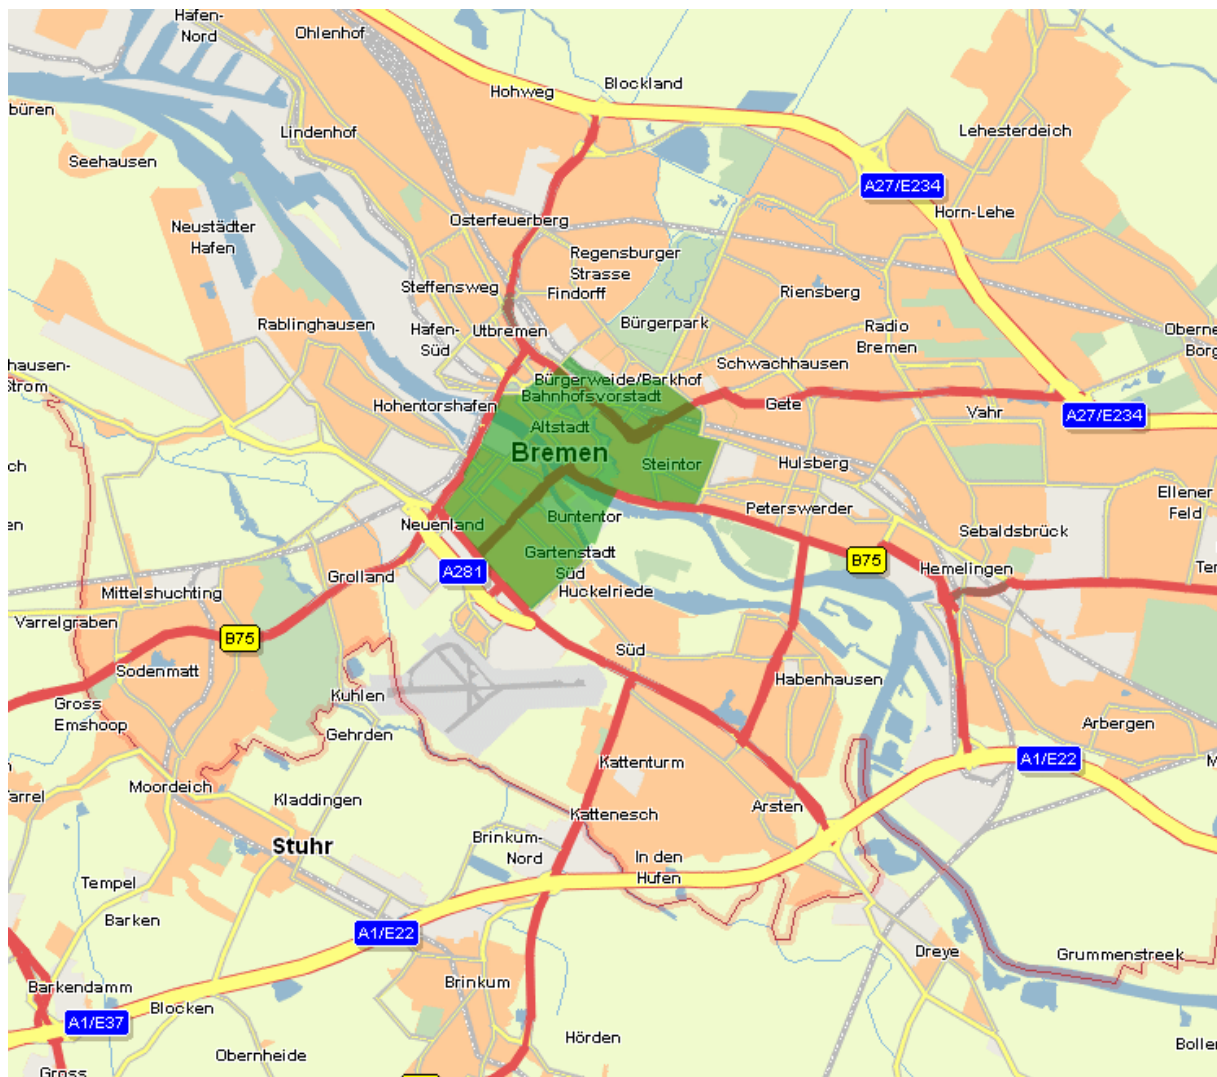 Hafen-
Nord
Ohlenhof
Blockland
Hohweg
büren
Lindenhof
Lehesterdeich
Seehausen
A27/E234
Neustädter
Hafen
Osterfeuerberg
Horn-Lehe
Regensburger
Strasse
Steffensweg
Findorff
Riensberg
Rablinghausen
Hafen-
Süd
Utbremen
Bürgerpark
Radio
Bremen
Oberne
Borg
hausen-
Strom
Schwachhausen
Bürgerweide/Barkhof
Bahnhofsvorstadt
Hohentorshafen
Gete
Vahr
A27/E234
Altstadt
Bremen
Steintor
Hulsberg
ch
Ellener
Feld
en
Neuenland
Buntentor
Peterswerder
Sebaldsbrück
Gartenstadt
Süd
B75
Hemelingen
Ter
A281
Grolland
Mittelshuchting
Huckelriede
Varrelgraben
B75
Süd
Sodenmatt
Habenhausen
Kuhlen
Gross
Emshoop
Gehrden
Arbergen
Kattenturm
A1/E22
M
n
Moordeich
arrel
Kladdingen
Kattenesch
Arsten
Stuhr
Brinkum-
Nord
In den
Hufen
Tempel
Barken
A1/E22
Dreye
Grummenstreek
Barkendamm
Brinkum
Blocken
A1/E37
Hörden
Bollen
Obernheide
Gross